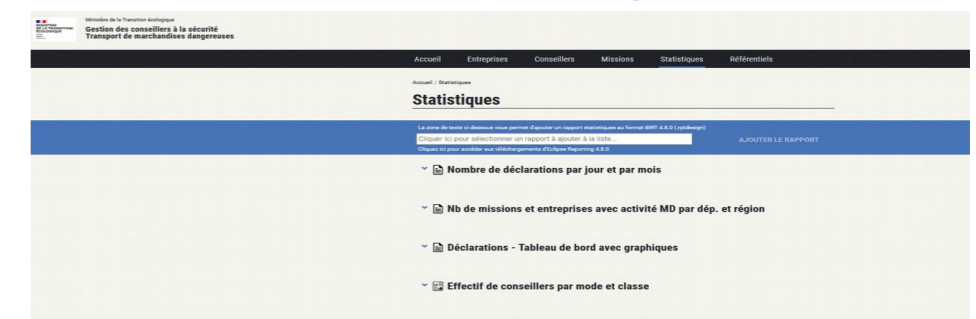 MINISTÈRE
DE LA TRANSITION
ÉCOLOGIQUE
Ministère de la Transition écologique
Gestion des conseillers à la sécurité
Transport de marchandises dangereuses
Accueil Entreprises Conseillers Missions Statistiques Référentiels
Accueil / Statistiques
Statistiques
La zone de texte ci-dessous vous permet d'ajouter un rapport statistiques au format BIRT 4.8.0 (.rptdesign)
Cliquer ici pour sélectionner un rapport à ajouter à la liste...
AJOUTER LE RAPPORT
Cliquez ici pour accéder aux téléchargements d'Eclipse Reporting 4.8.0
Nombre de déclarations par jour et par mois
Nb de missions et entreprises avec activité MD par dép. et région
Déclarations - Tableau de bord avec graphiques
Effectif de conseillers par mode et classe